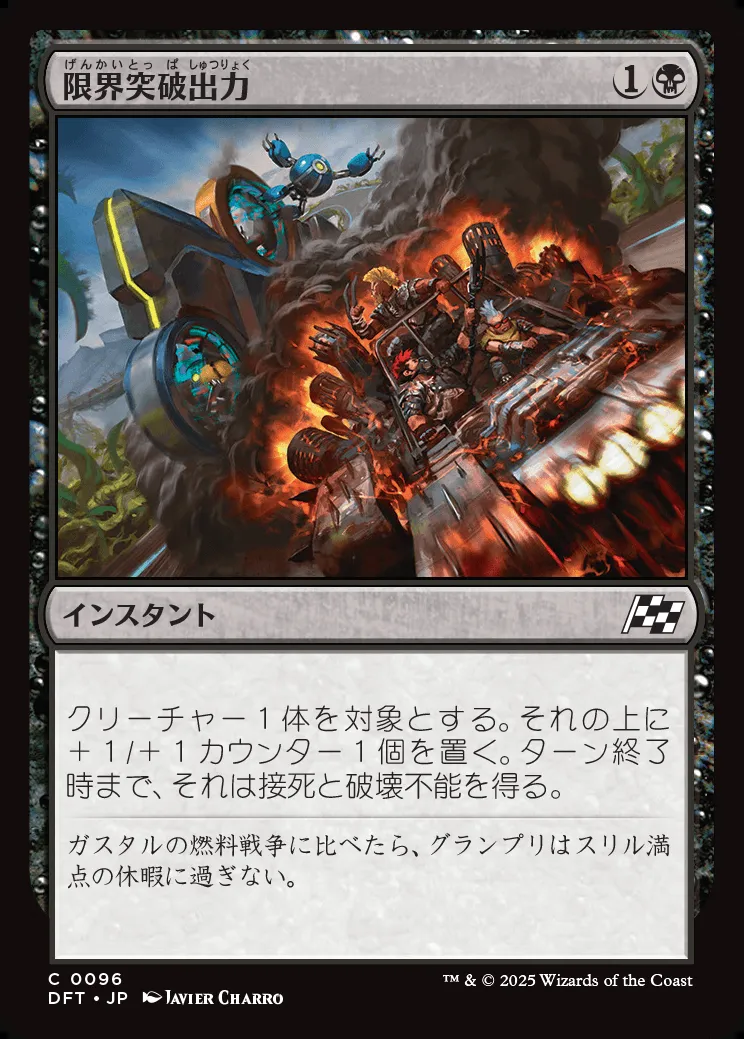 げんかいとっぱしゅつりょく
限界突破出力
1
インスタント
クリーチャー1体を対象とする。それの上に
+1/+1カウンター1個を置く。ターン終了
時まで、それは接死と破壊不能を得る。
ガスタルの燃料戦争に比べたら、グランプリはスリル満
点の休暇に過ぎない。
C 0096
DFT • JP JAVIER CHARRO
™ & © 2025 Wizards of the Coast